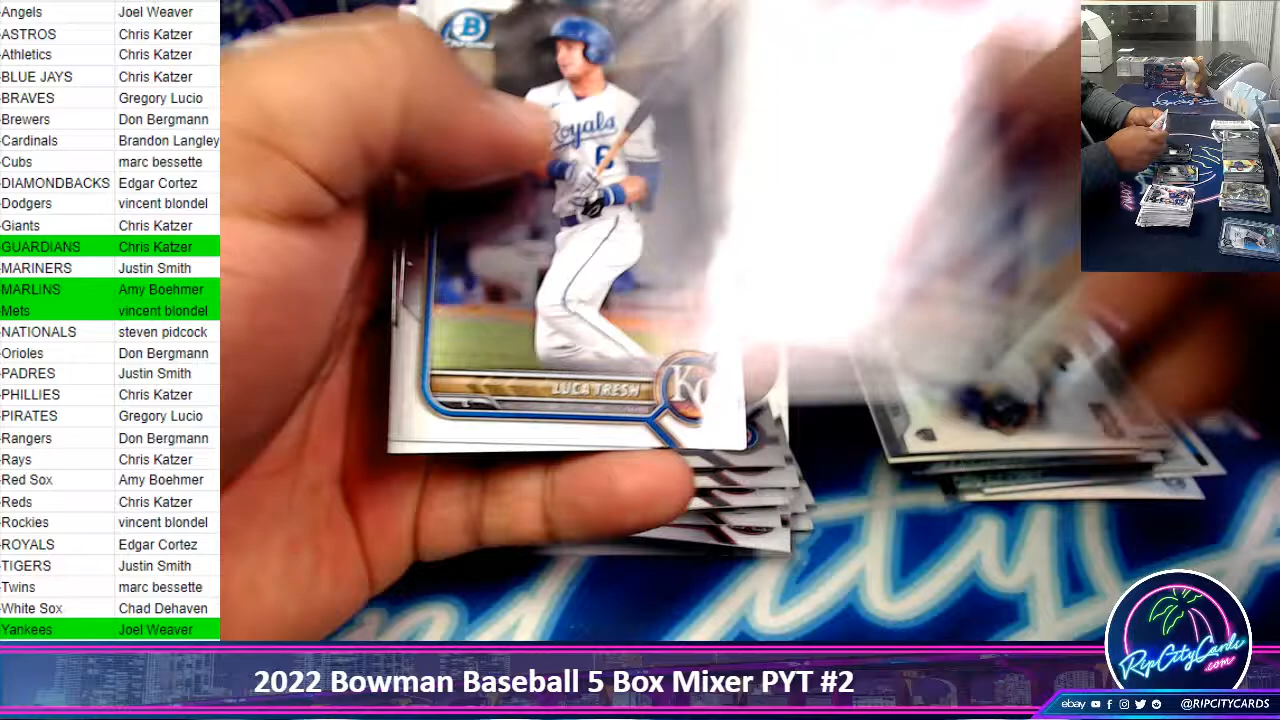 -Angels Joel Weaver
-ASTROS Chris Katzer
-Athletics Chris Katzer
-BLUE JAYS Chris Katzer
-BRAVES Gregory Lucio
-Brewers Don Bergmann
-Cardinals Brandon Langley
-Cubs marc bessette
-DIAMONDBACKS Edgar Cortez
-Dodgers vincent blondel
-Giants Chris Katzer
-GUARDIANS Chris Katzer
-MARINERS Justin Smith
-MARLINS Amy Boehmer
-Mets vincent blondel
-NATIONALS steven pidcock
-Orioles Don Bergmann
-PADRES Justin Smith
-PHILLIES Chris Katzer
-PIRATES Gregory Lucio
-Rangers Don Bergmann
-Rays Chris Katzer
-Red Sox Amy Boehmer
-Reds Chris Katzer
-Rockies vincent blondel
-ROYALS Edgar Cortez
-TIGERS Justin Smith
-Twins marc bessette
-White Sox Chad Dehaven
-Yankees Joel Weaver
B
Royals
6
LUCA TRESH
KC
2022 Bowman Baseball 5 Box Mixer PYT #2
RipCityCards
.com
ebay @RIPCITYCARDS